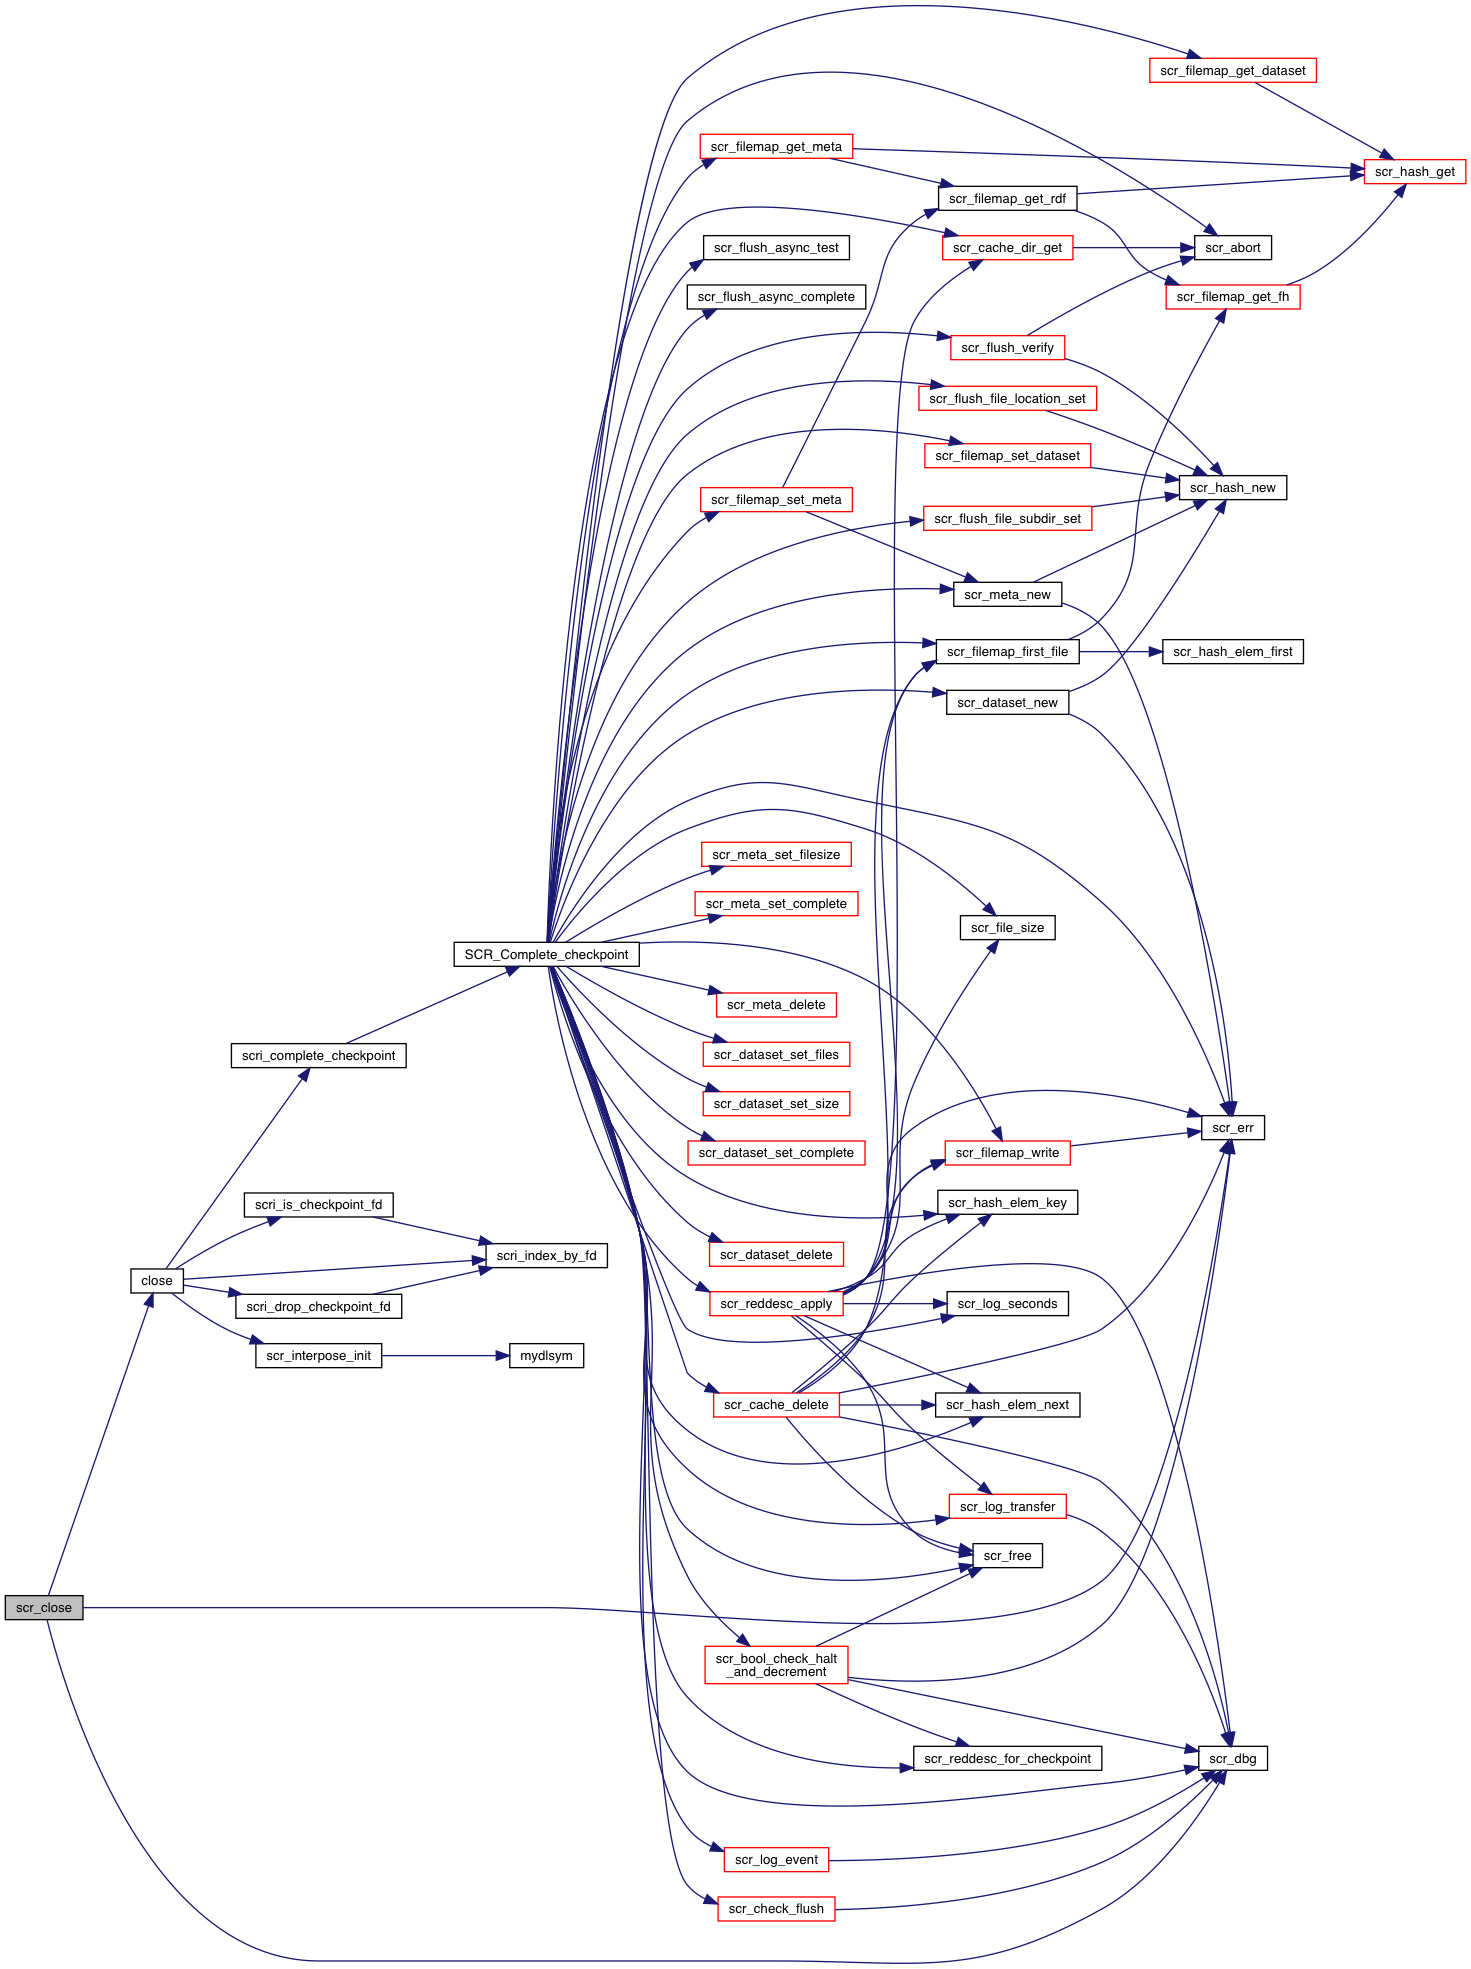 scr_filemap_get_dataset
scr_filemap_get_meta
scr_hash_get
scr_filemap_get_rdf
scr_flush_async_test
scr_cache_dir_get
scr_abort
scr_flush_async_complete
scr_filemap_get_fh
scr_flush_verify
scr_flush_file_location_set
scr_filemap_set_dataset
scr_hash_new
scr_filemap_set_meta
scr_flush_file_subdir_set
scr_meta_new
scr_filemap_first_file
scr_hash_elem_first
scr_dataset_new
scr_meta_set_filesize
scr_meta_set_complete
scr_file_size
SCR_Complete_checkpoint
scr_meta_delete
scri_complete_checkpoint
scr_dataset_set_files
scr_dataset_set_size
scr_err
scr_dataset_set_complete
scr_filemap_write
scri_is_checkpoint_fd
scr_hash_elem_key
scri_index_by_fd
scr_dataset_delete
close
scri_drop_checkpoint_fd
scr_reddesc_apply
scr_log_seconds
scr_interpose_init
mydlsym
scr_cache_delete
scr_hash_elem_next
scr_log_transfer
scr_free
scr_close
scr_bool_check_halt
_and_decrement
scr_reddesc_for_checkpoint
scr_dbg
scr_log_event
scr_check_flush